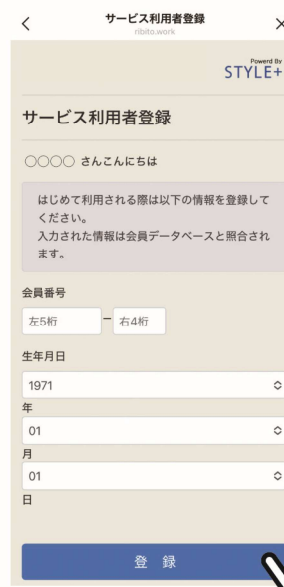 サービス利用者登録
ribito.work
Powerd By
STYLE+
サービス利用者登録
○○○○ さんこんにちは
はじめて利用される際は以下の情報を登録して
ください。
入力された情報は会員データベースと照合され
ます。
会員番号
左5桁 - 右4桁
生年月日
1971
年
01
月
01
日
登 録